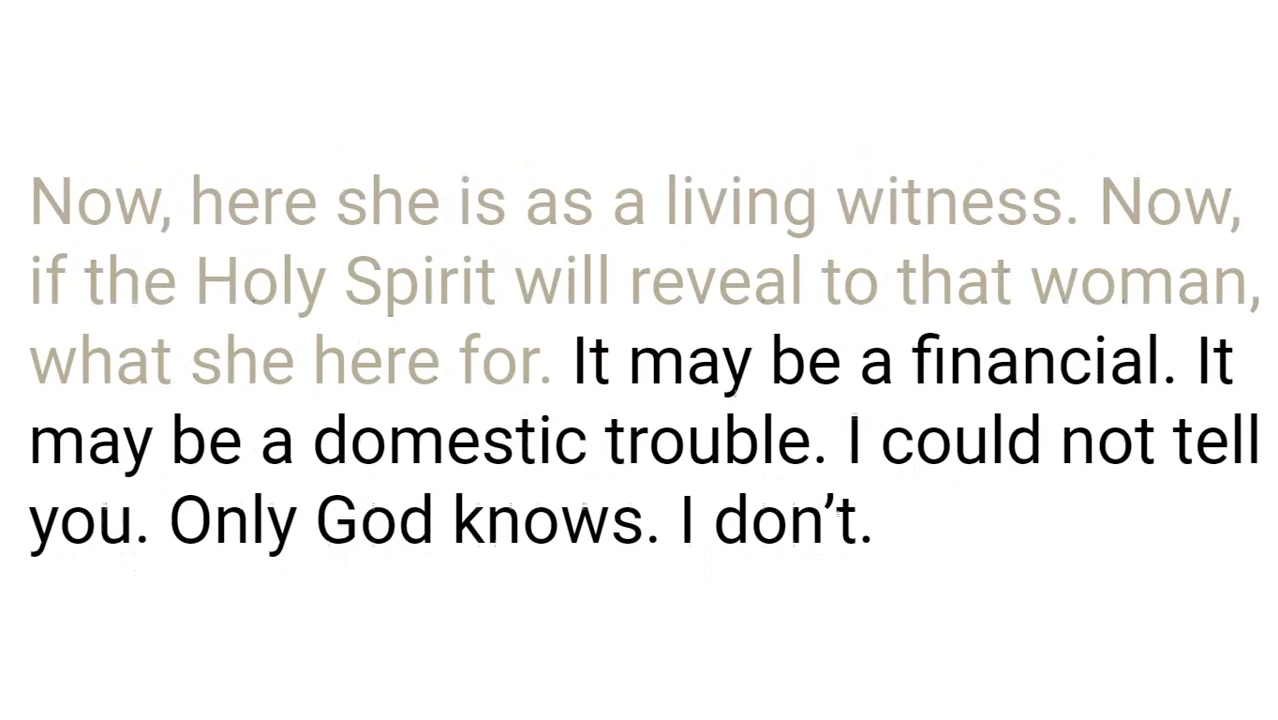 Now, here she is as a living witness. Now,
if the Holy Spirit will reveal to that woman,
what she here for. It may be a financial. It
may be a domestic trouble. I could not tell
you. Only God knows. I don’t.